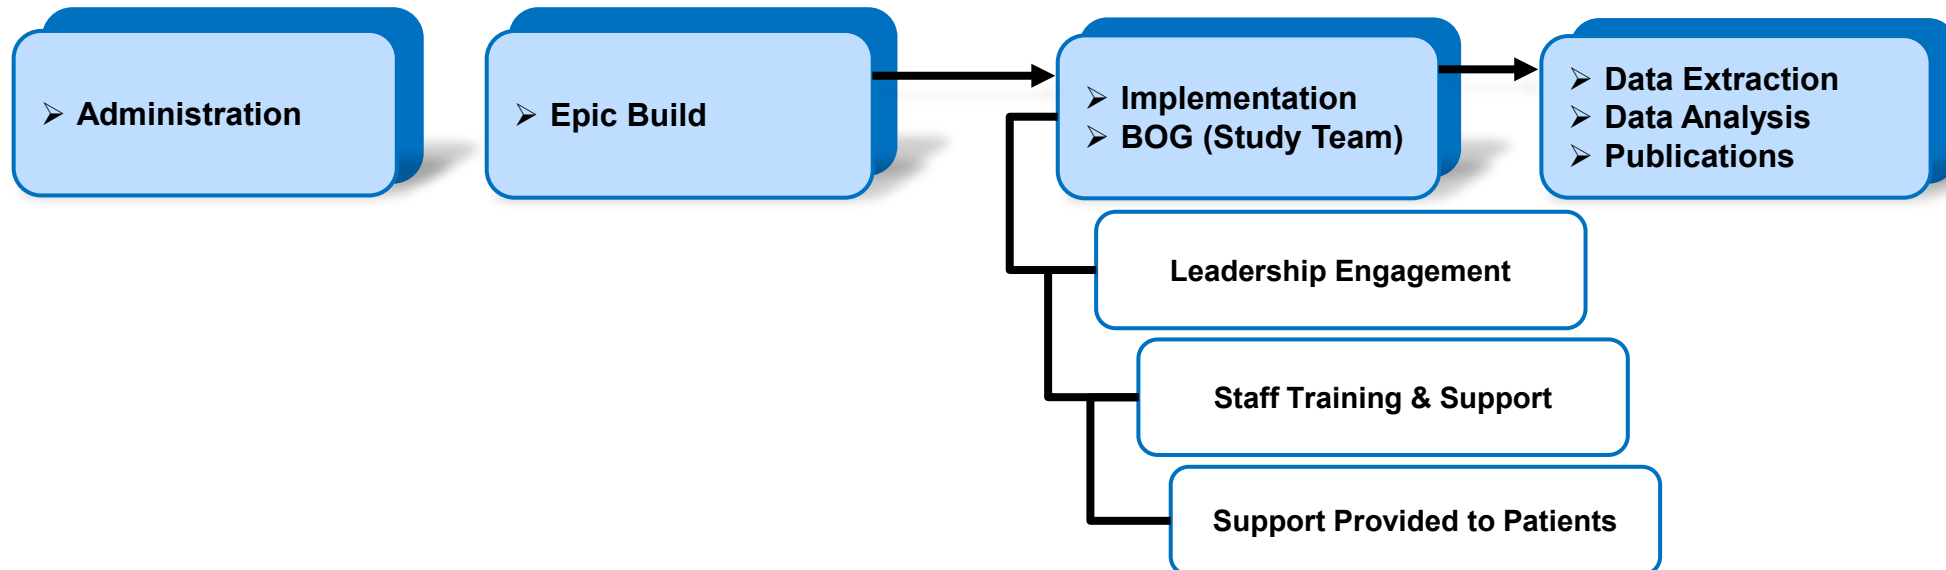 ➢ Administration
➢ Epic Build
➢ Implementation
➢ BOG (Study Team)
➢ Data Extraction
➢ Data Analysis
➢ Publications
Leadership Engagement
Staff Training & Support
Support Provided to Patients